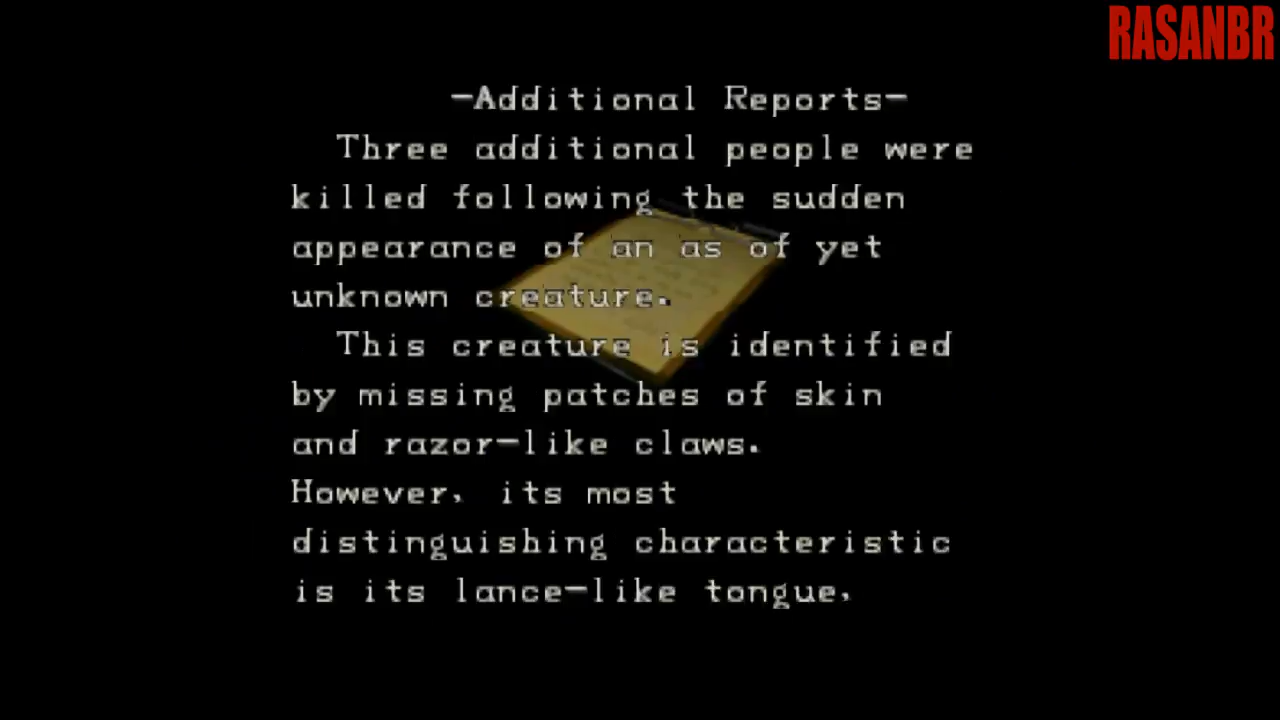 RASANBR
-Additional Reports-
Three additional people were
killed following the sudden
appearance of an as of yet
unknown creature.
This creature is identified
by missing patches of skin
and razor-like claws.
However, its most
distinguishing characteristic
is its lance-like tongue,